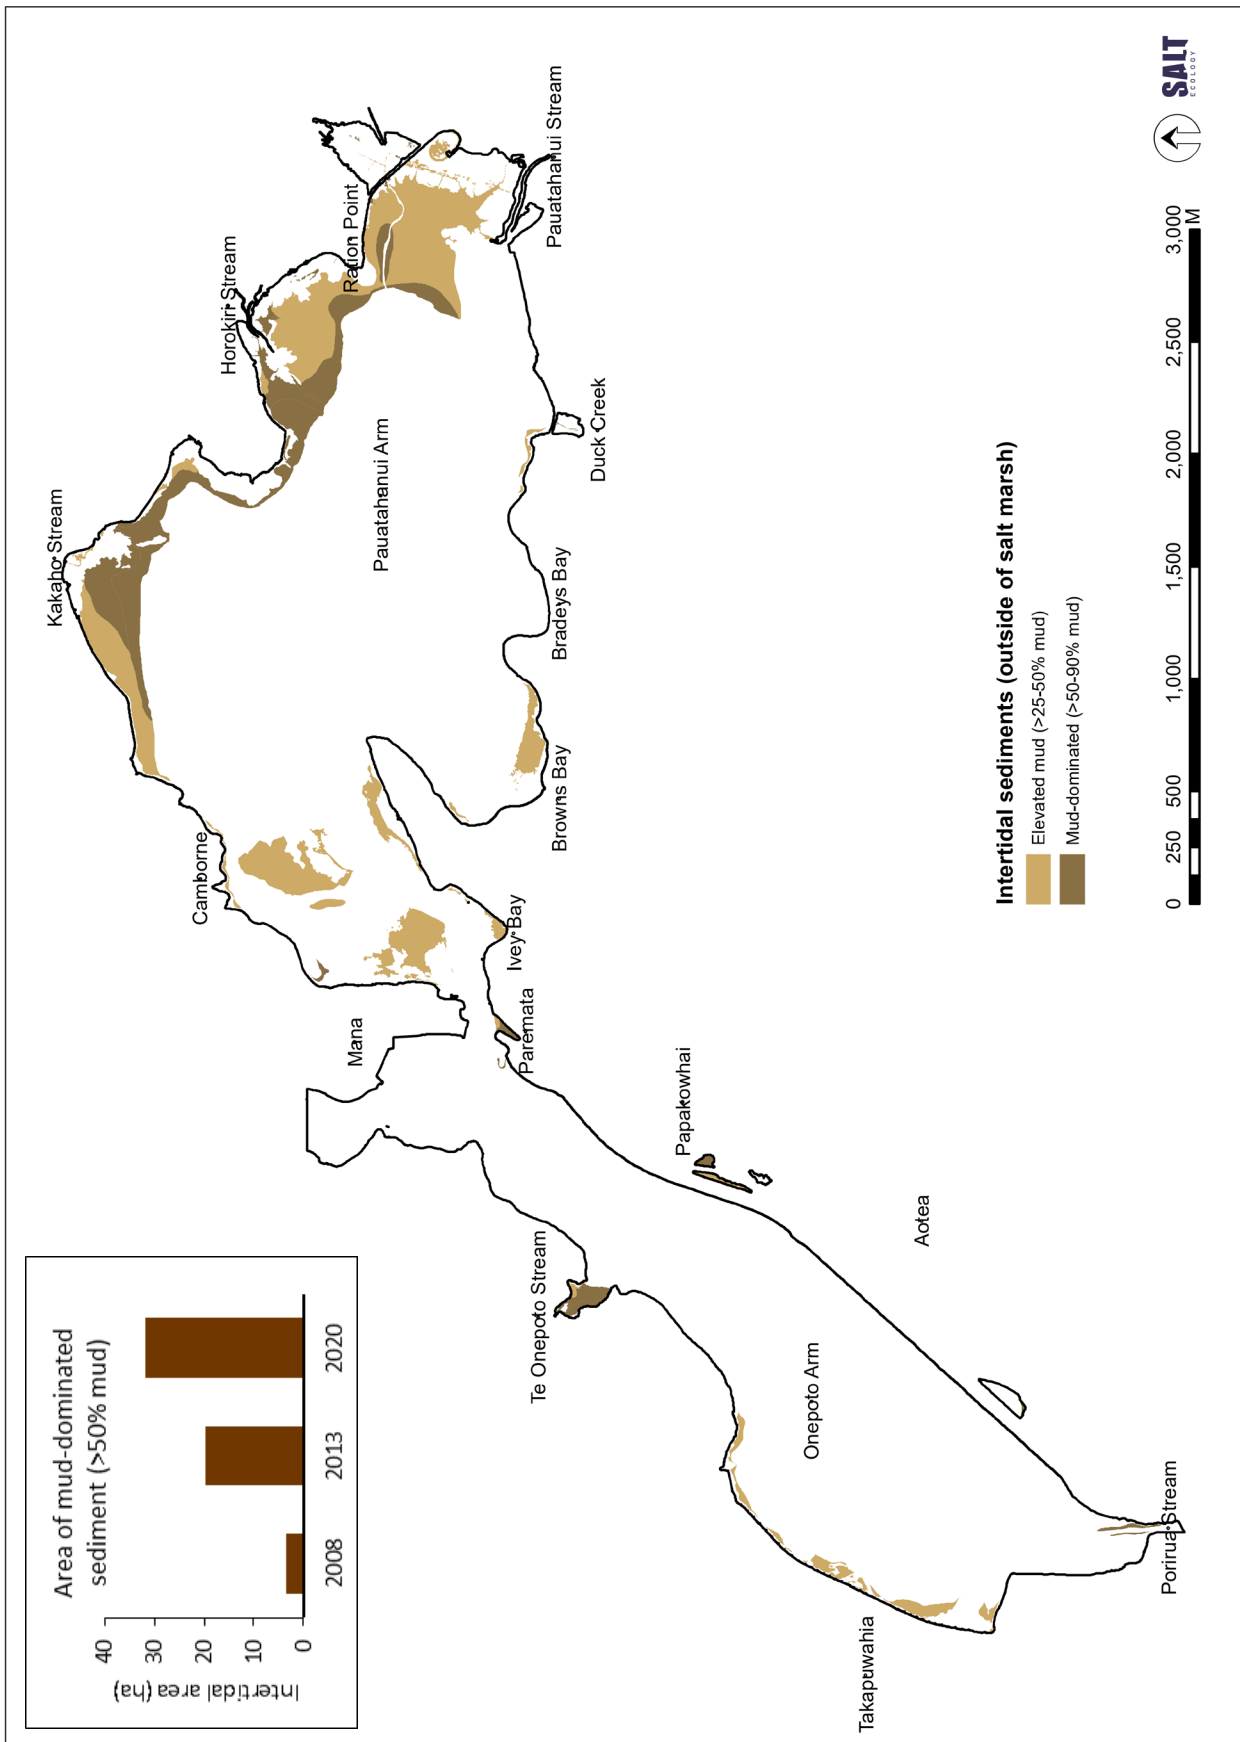 Area of mud-dominated
sediment (>50% mud)
Intertidal area (ha)
40
30
20
10
0
2008
2013
2020
Kakaho Stream
Horokiri Stream
Ration Point
Pauatahanui Stream
Camborne
Pauatahanui Arm
Mana
Duck Creek
Bradeys Bay
Browns Bay
Ivey Bay
Paremata
Te Onepoto Stream
Papakowhai
Onepoto Arm
Aotea
Takapuwahia
Porirua Stream
Intertidal sediments (outside of salt marsh)
Elevated mud (>25-50% mud)
Mud-dominated (>50-90% mud)
0 250 500 1,000 1,500 2,000 2,500 3,000
M
SALT
ECOLOGY